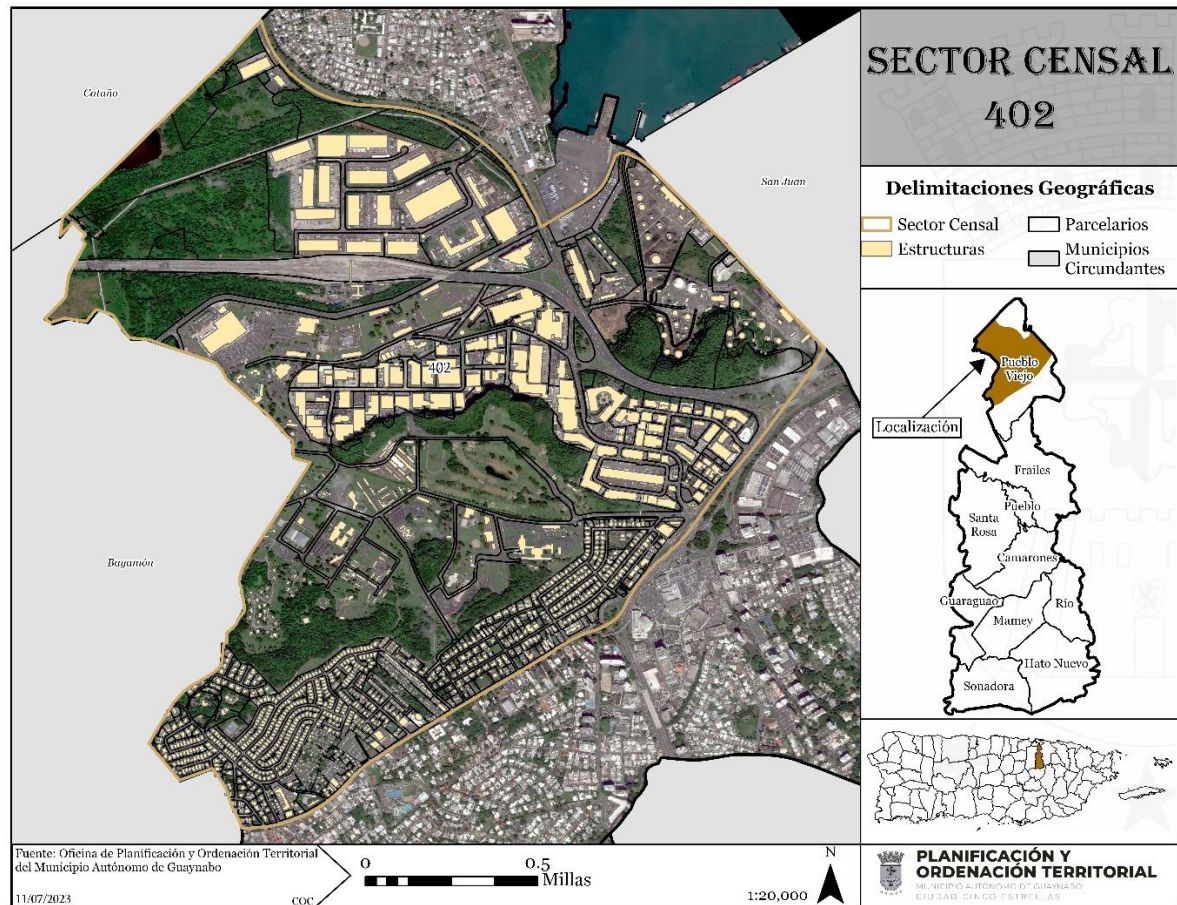 SECTOR CENSAL
402
Delimitaciones Geográficas
Sector Censal
Estructuras
Parcelarios
Municipios
Circundantes
Cataño
San Juan
402
Bayamón
Pueblo
Viejo
Localización
Frailes
Pueblo
Santa
Rosa
Camarones
Guaraguao
Río
Mamey
Hato Nuevo
Sonadora
Fuente: Oficina de Planificación y Ordenación Territorial
del Municipio Autónomo de Guaynabo
11/07/2023
COC
0 0.5
Millas
1:20,000
N
PLANIFICACIÓN Y
ORDENACIÓN TERRITORIAL
MUNICIPIO AUTÓNOMO DE GUAYNABO
CIUDAD CINCO ESTRELLAS